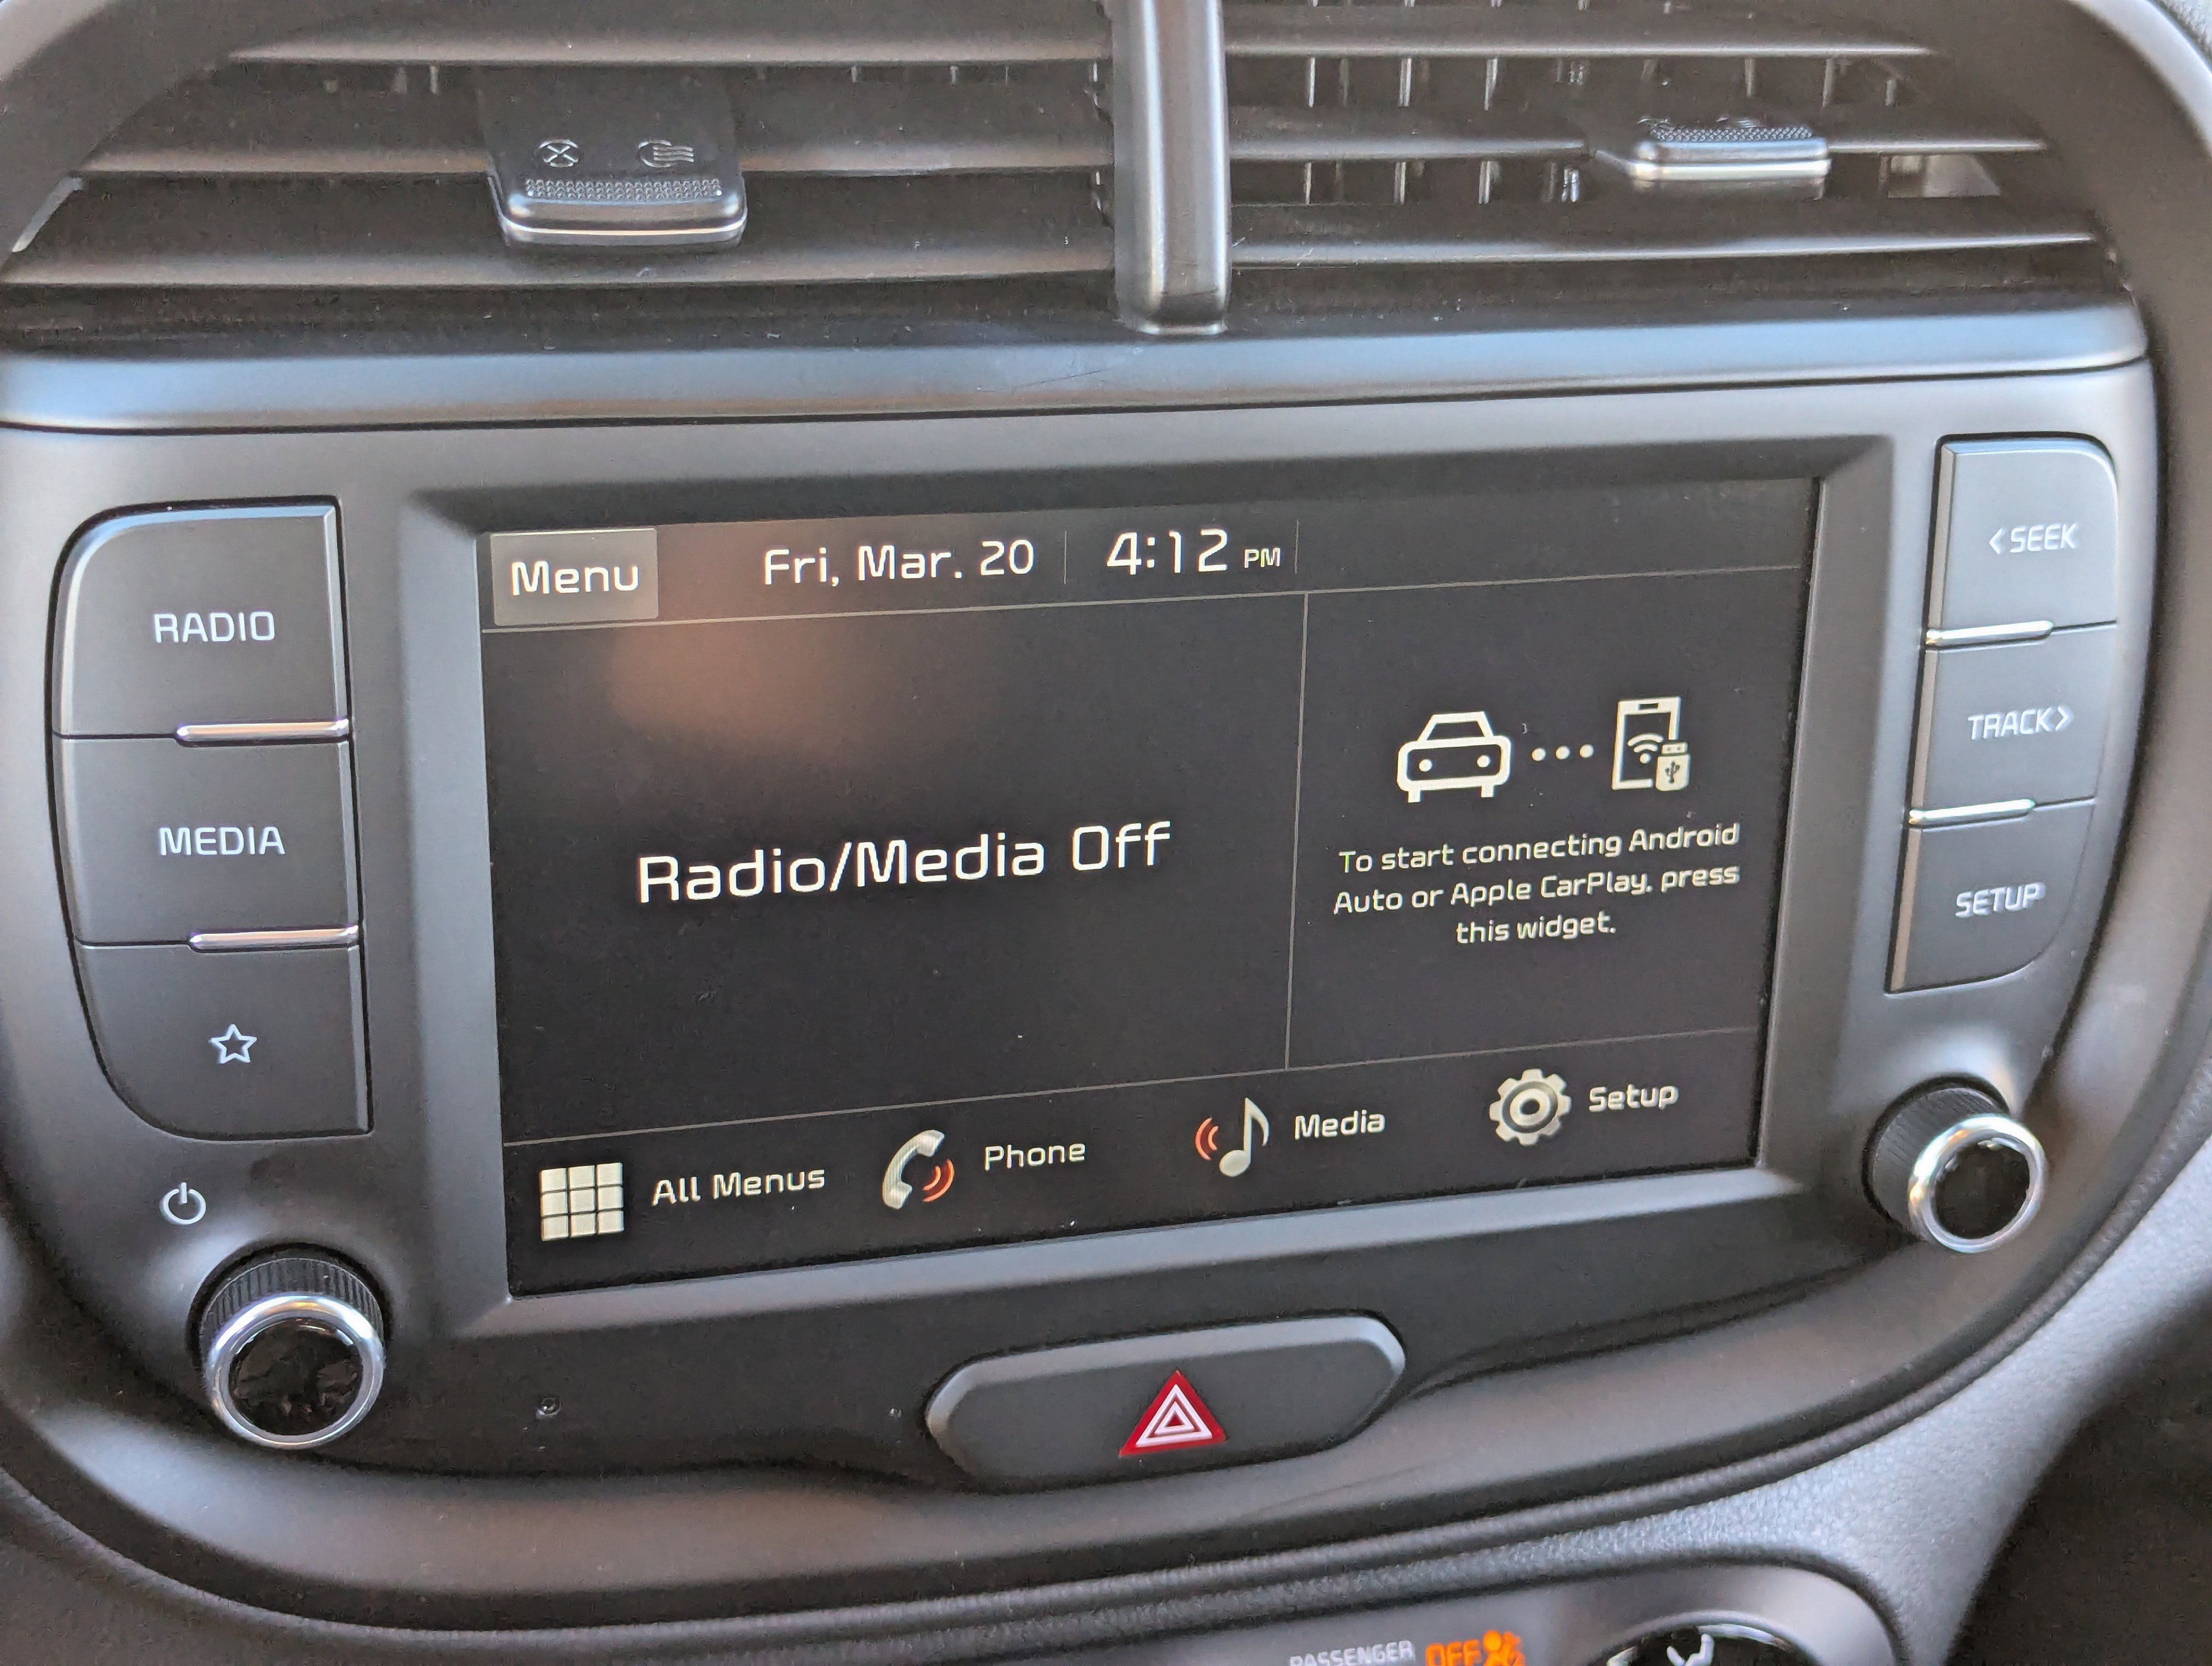 Menu
Fri, Mar. 20
4:12 PM
RADIO
MEDIA
Radio/Media Off
To start connecting Android
Auto or Apple CarPlay, press
this widget.
All Menus
Phone
Media
Setup
<SEEK
TRACK>
SETUP
PASSENGER OFF